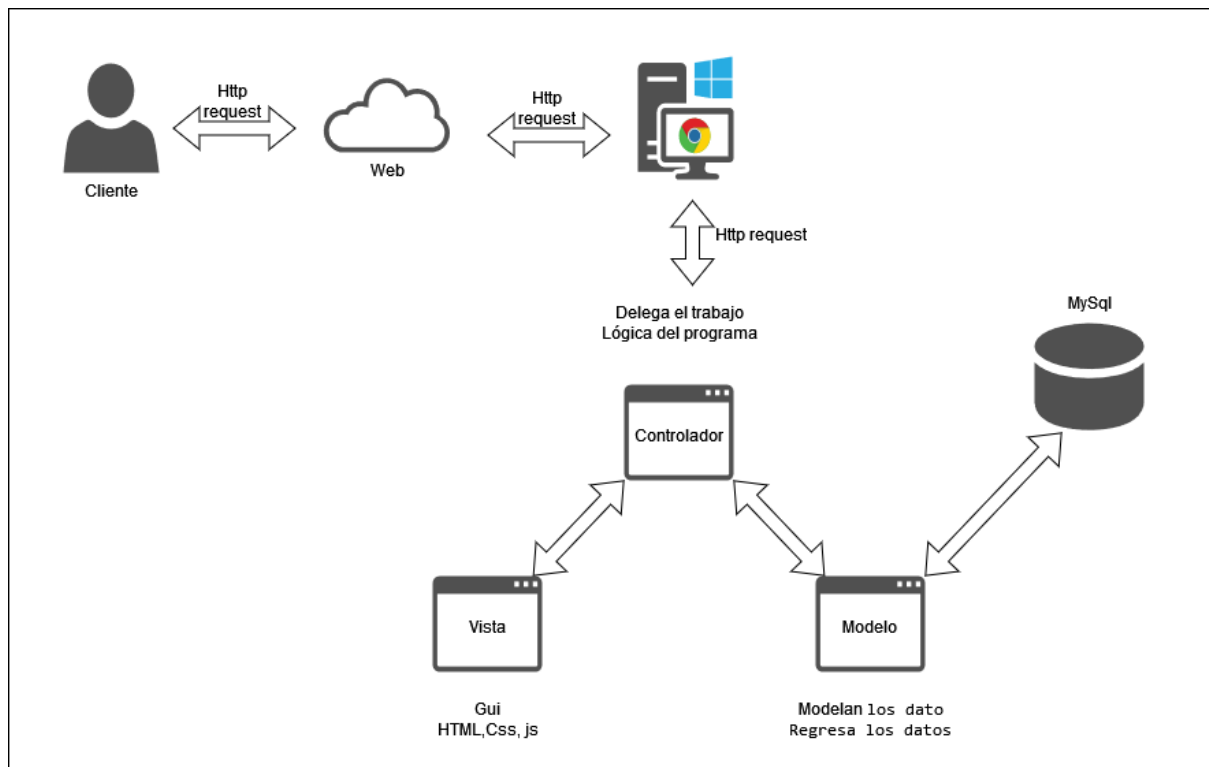 Http
request
Cliente
Web
Http
request
Http request
Delega el trabajo
Lógica del programa
MySql
Controlador
Vista
Modelo
Gui
HTML,Css, js
Modelan los dato
Regresa los datos